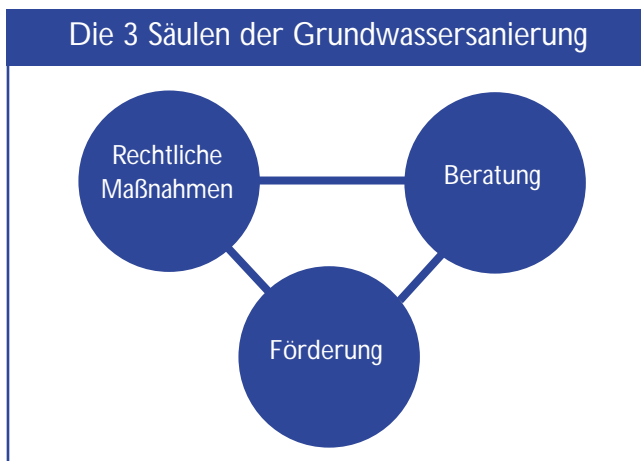 Die 3 Säulen der Grundwassersanierung
Rechtliche
Maßnahmen
Beratung
Förderung